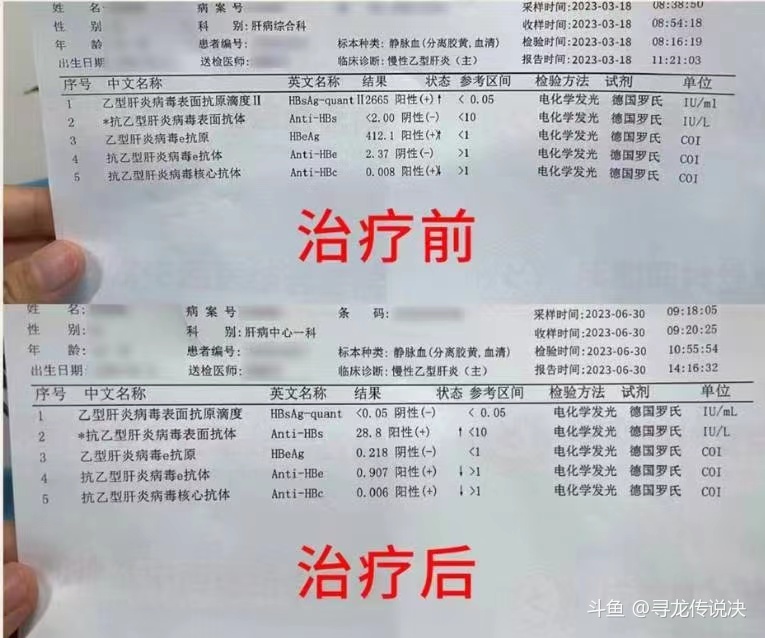 姓 病 案 号 采样时间:2023-03-18 08:38:50
性 别: 科 别:肝病综合科 收样时间:2023-03-18 08:54:18
年 龄 患者编号: 标本种类:静脉血(分离胶黄,血清) 检验时间:2023-03-18 08:16:19
出生日期 送检医师: 临床诊断:慢性乙型肝炎（主） 报告时间:2023-03-18 11:21:03
序号 中文名称 英文名称 结果 状态 参考区间 检验方法 试剂 单位
1 乙型肝炎病毒表面抗原滴度Ⅱ HBsAg-quantⅡ2665 阳性(+)↑ < 0.05 电化学发光 德国罗氏 IU/ml
2 *抗乙型肝炎病毒表面抗体 Anti-HBs <2.00 阴性(-) <10 电化学发光 德国罗氏 IU/L
3 乙型肝炎病毒e抗原 HBeAg 412.1 阳性(+)↑ <1 电化学发光 德国罗氏 COI
4 抗乙型肝炎病毒e抗体 Anti-HBe 2.37 阴性(-) >1 电化学发光 德国罗氏 COI
5 抗乙型肝炎病毒核心抗体 Anti-HBc 0.008 阳性(+)↓ >1 电化学发光 德国罗氏 COI
治疗前
姓 名: 病 案 号 条 码: 采样时间:2023-06-30 09:18:05
性 别: 科 别:肝病中心一科 收样时间:2023-06-30 09:20:25
年 龄: 患者编号: 标本种类:静脉血(分离胶黄,血清) 检验时间:2023-06-30 10:55:54
出生日期 送检医师: 临床诊断:慢性乙型肝炎（主） 报告时间:2023-06-30 14:16:32
序号 中文名称 英文名称 结果 状态 参考区间 检验方法 试剂 单位
1 乙型肝炎病毒表面抗原滴度 HBsAg-quant <0.05 阴性(-) < 0.05 电化学发光 德国罗氏 IU/mL
2 *抗乙型肝炎病毒表面抗体 Anti-HBs 28.8 阳性(+) ↑ <10 电化学发光 德国罗氏 IU/L
3 乙型肝炎病毒e抗原 HBeAg 0.218 阴性(-) <1 电化学发光 德国罗氏 COI
4 抗乙型肝炎病毒e抗体 Anti-HBe 0.907 阳性(+) ↓ >1 电化学发光 德国罗氏 COI
5 抗乙型肝炎病毒核心抗体 Anti-HBc 0.006 阳性(+) ↓ >1 电化学发光 德国罗氏 COI
治疗后
斗鱼 @寻龙传说决